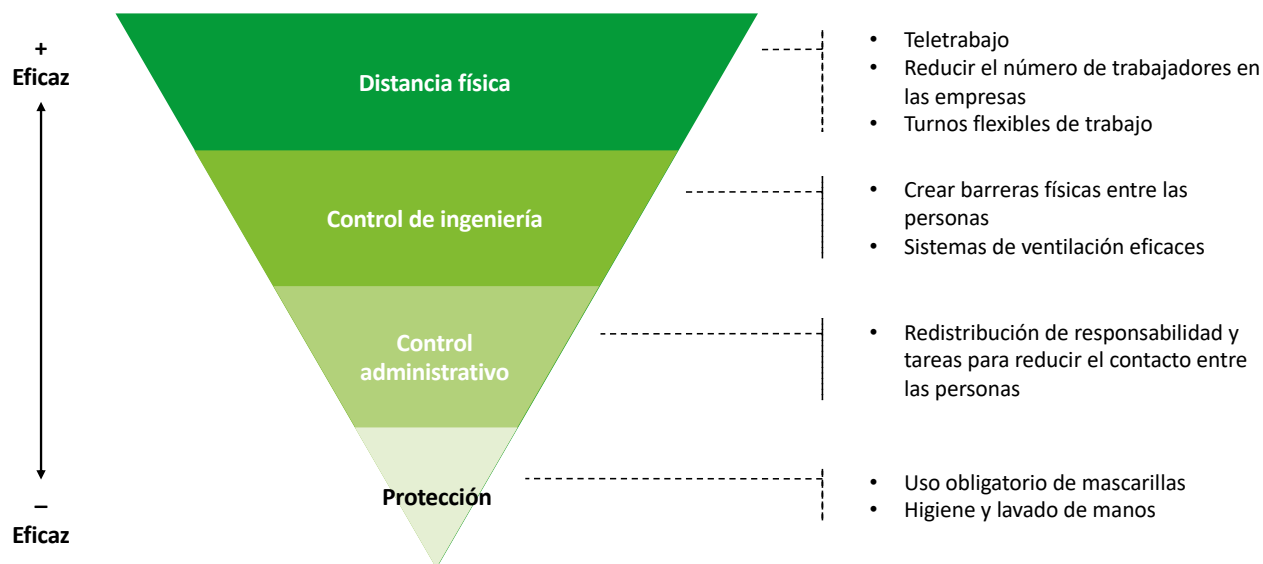 +
Eficaz
Distancia física
• Teletrabajo
• Reducir el número de trabajadores en
las empresas
• Turnos flexibles de trabajo
Control de ingeniería
• Crear barreras físicas entre las
personas
• Sistemas de ventilación eficaces
Control
administrativo
• Redistribución de responsabilidad y
tareas para reducir el contacto entre
las personas
Protección
• Uso obligatorio de mascarillas
• Higiene y lavado de manos
–
Eficaz